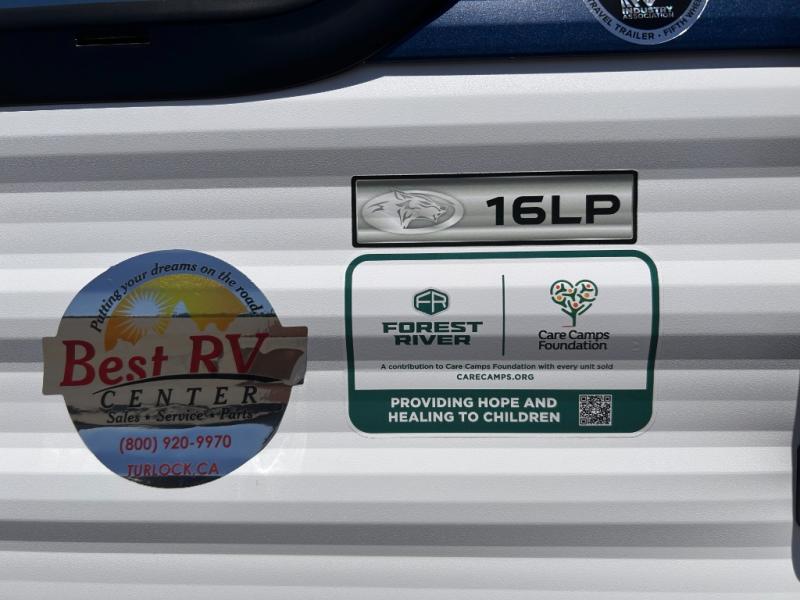 INDUSTRY
ASSOCIATION
TRAVEL TRAILER • FIFTH WHE
16LP
Putting your dreams on the road!
Best RV
CENTER
Sales • Service • Parts
(800) 920-9970
TURLOCK, CA
FR
FOREST
RIVER
Care Camps
Foundation
A contribution to Care Camps Foundation with every unit sold
CARECAMPS.ORG
PROVIDING HOPE AND
HEALING TO CHILDREN